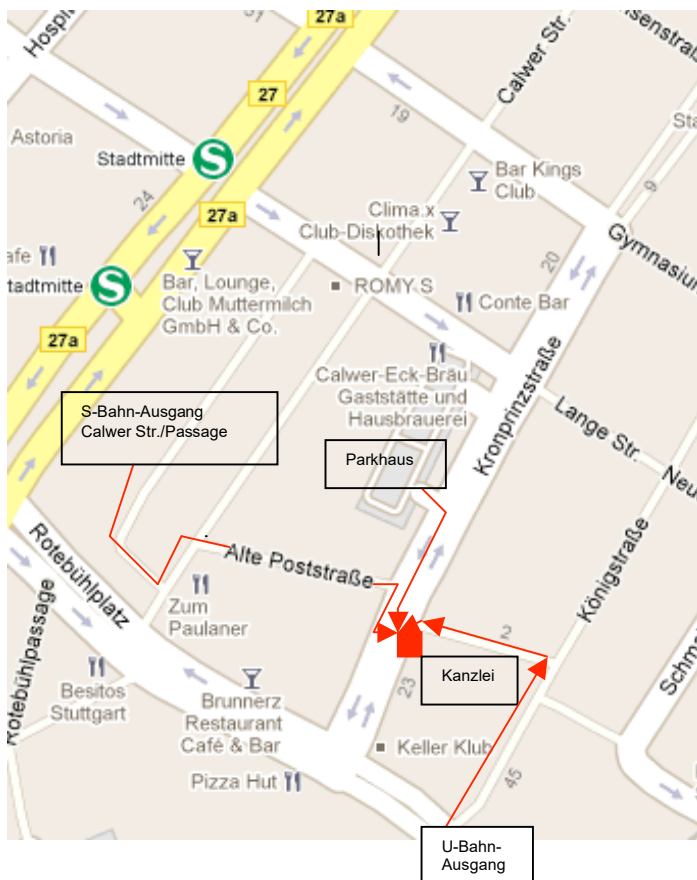 27a
31
Hospi
Calwer Str.
senstraß
27
19
Sta
Astoria
Stadtmitte
S
24
Bar Kings
Club
9
27a
Clima.x
Club-Diskothek
Gymnasium
afe
tadtmitte
S
Bar, Lounge,
Club Muttermilch
GmbH & Co.
ROMY S
20
Conte Bar
27a
Calwer-Eck-Bräu
Gaststätte und
Hausbrauerei
Kronprinzstraße
S-Bahn-Ausgang
Calwer Str./Passage
Lange Str.
Parkhaus
Neu
Rotebühlplatz
Alte Poststraße
Königstraße
Rotebühlpassage
Zum
Paulaner
2
Schm
Kanzlei
23
Besitos
Stuttgart
Brunnerz
Restaurant
Café & Bar
Keller Klub
Pizza Hut
45
U-Bahn-
Ausgang